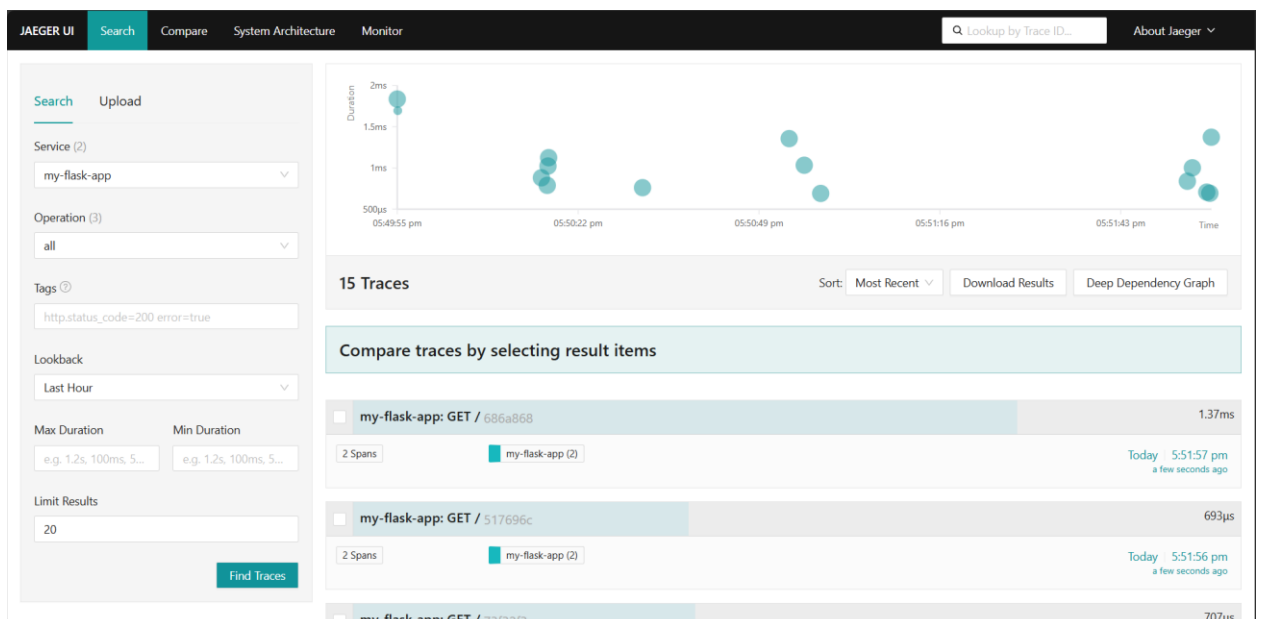 JAEGER UI Search Compare System Architecture Monitor Lookup by Trace ID... About Jaeger
Search Upload
Service (2)
my-flask-app
Operation (3)
all
Tags
http.status_code=200 error=true
Lookback
Last Hour
Max Duration Min Duration
e.g. 1.2s, 100ms, 5... e.g. 1.2s, 100ms, 5...
Limit Results
20
Find Traces
Duration
2ms
1.5ms
1ms
500μs
05:49:55 pm 05:50:22 pm 05:50:49 pm 05:51:16 pm 05:51:43 pm Time
15 Traces Sort: Most Recent Download Results Deep Dependency Graph
Compare traces by selecting result items
my-flask-app: GET / 686a868 1.37ms
2 Spans my-flask-app (2) Today 5:51:57 pm
a few seconds ago
my-flask-app: GET / 517696c 693μs
2 Spans my-flask-app (2) Today 5:51:56 pm
a few seconds ago
my-flask-app: GET / 707μs